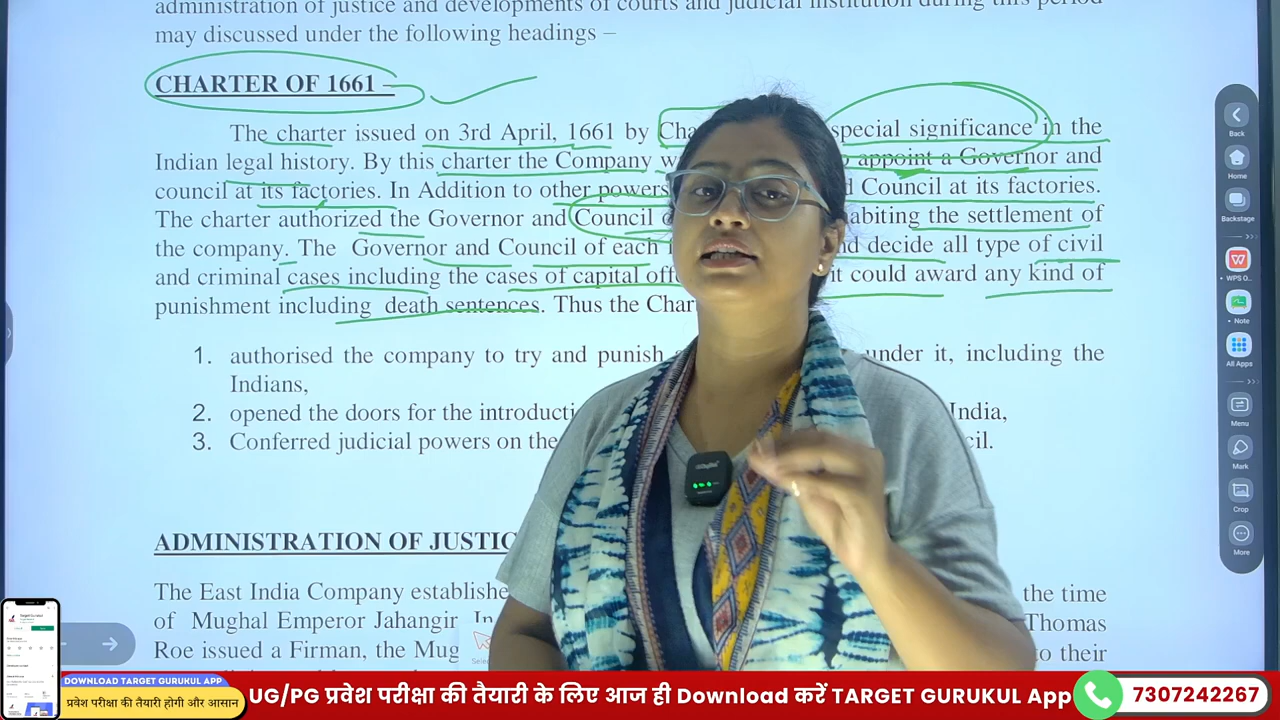 administration of justice and developments of courts and judicial institution during this period
may discussed under the following headings –
CHARTER OF 1661 –
The charter issued on 3rd April, 1661 by Cha special significance in the
Indian legal history. By this charter the Company w appoint a Governor and
council at its factories. In Addition to other powers d Council at its factories.
The charter authorized the Governor and Council o abiting the settlement of
the company. The Governor and Council of each nd decide all type of civil
and criminal cases including the cases of capital off it could award any kind of
punishment including death sentences. Thus the Char
1. authorised the company to try and punish under it, including the
Indians,
2. opened the doors for the introducti India,
3. Conferred judicial powers on the cil.
ADMINISTRATION OF JUSTIC
The East India Company establishe the time
of Mughal Emperor Jahangir In Thomas
Roe issued a Firman, the Mug to their
Back
Home
Backstage
WPS O...
Note
All Apps
Menu
Mark
Crop
More
DOWNLOAD TARGET GURUKUL APP
प्रवेश परीक्षा की तैयारी होगी और आसान
UG/PG प्रवेश परीक्षा की तैयारी के लिए आज ही Download करें TARGET GURUKUL App
7307242267